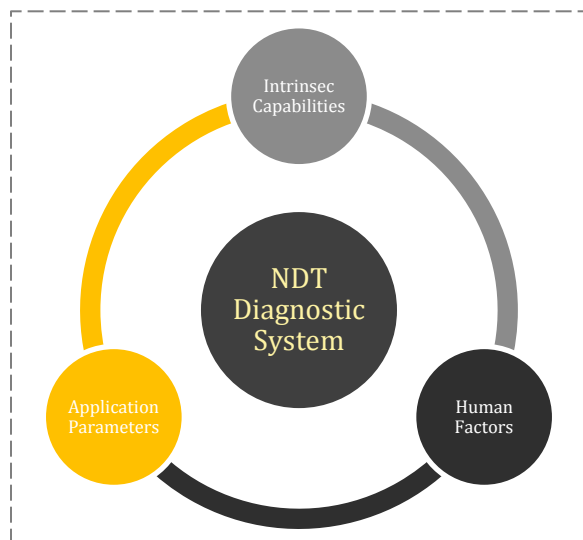 Intrinsec
Capabilities
NDT
Diagnostic
System
Application
Parameters
Human
Factors